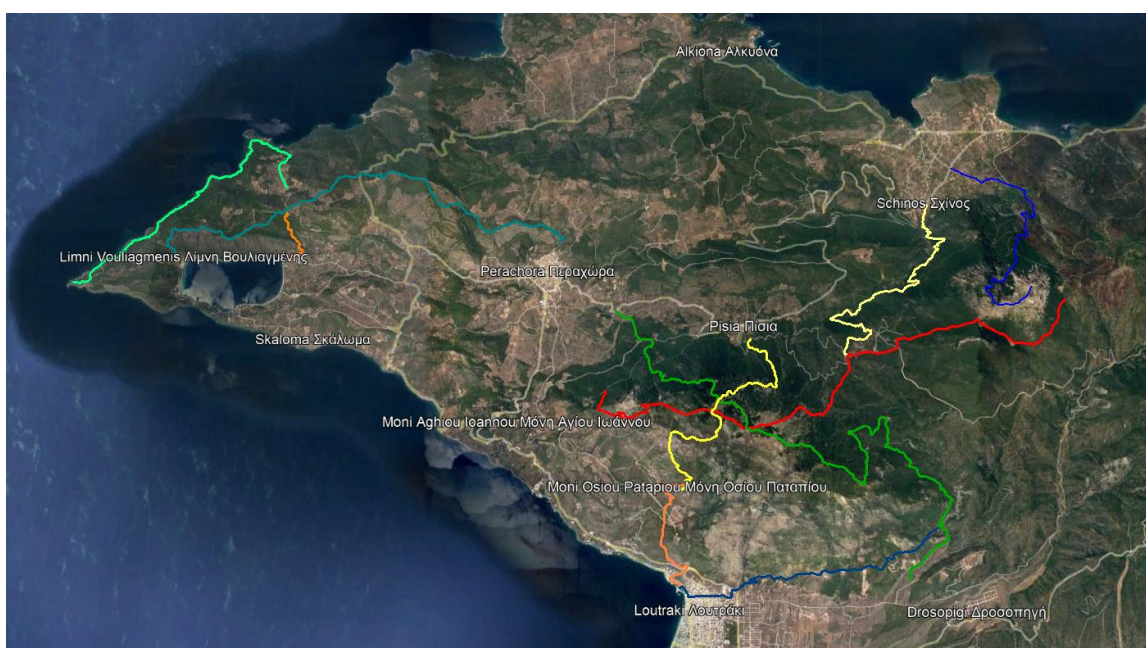 Alkiona Αλκυόνα
Schinos Σχίνος
Limni Vouliagmenis Λίμνη Βουλιαγμένης
Perachora Περαχώρα
Pisia Πίσια
Skaloma Σκάλωμα
Moni Aghiou Ioannou Μόνη Αγίου Ιωάννου
Moni Osiou Patapiou Μόνη Οσίου Παταπίου
Loutraki Λουτράκι
Drosopigi Δροσοπηγή